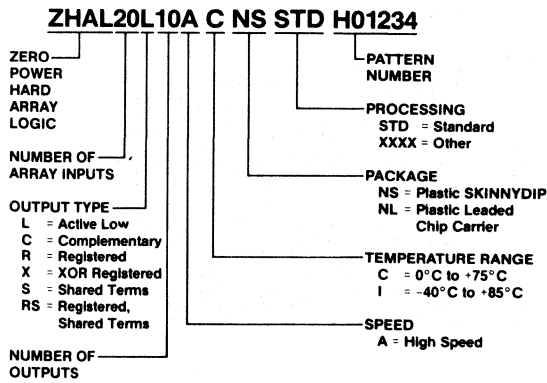 ZHAL20L10A C NS STD H01234
ZERO
POWER
HARD
ARRAY
LOGIC
NUMBER OF
ARRAY INPUTS
OUTPUT TYPE
L = Active Low
C = Complementary
R = Registered
X = XOR Registered
S = Shared Terms
RS = Registered,
Shared Terms
NUMBER OF
OUTPUTS
PATTERN
NUMBER
PROCESSING
STD = Standard
XXXX = Other
PACKAGE
NS = Plastic SKINNYDIP
NL = Plastic Leaded
Chip Carrier
TEMPERATURE RANGE
C = 0°C to +75°C
I = -40°C to +85°C
SPEED
A = High Speed